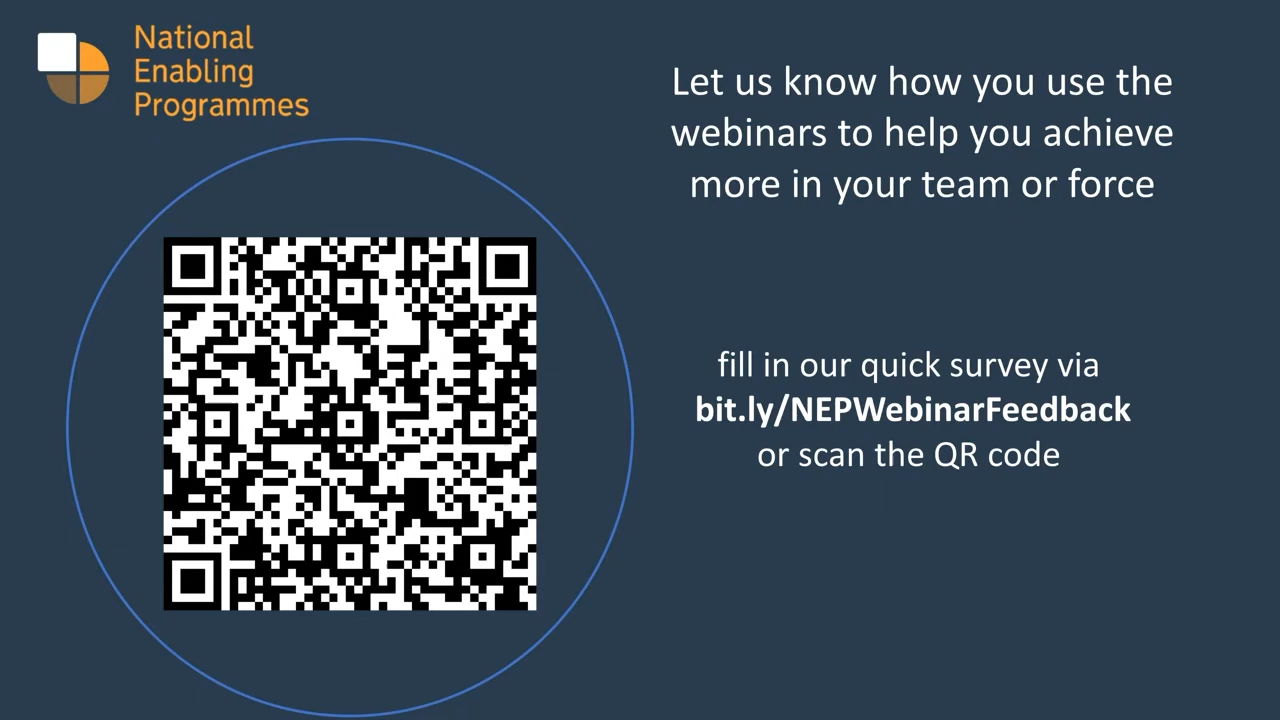 National
Enabling
Programmes
Let us know how you use the
webinars to help you achieve
more in your team or force
fill in our quick survey via
bit.ly/NEPWebinarFeedback
or scan the QR code